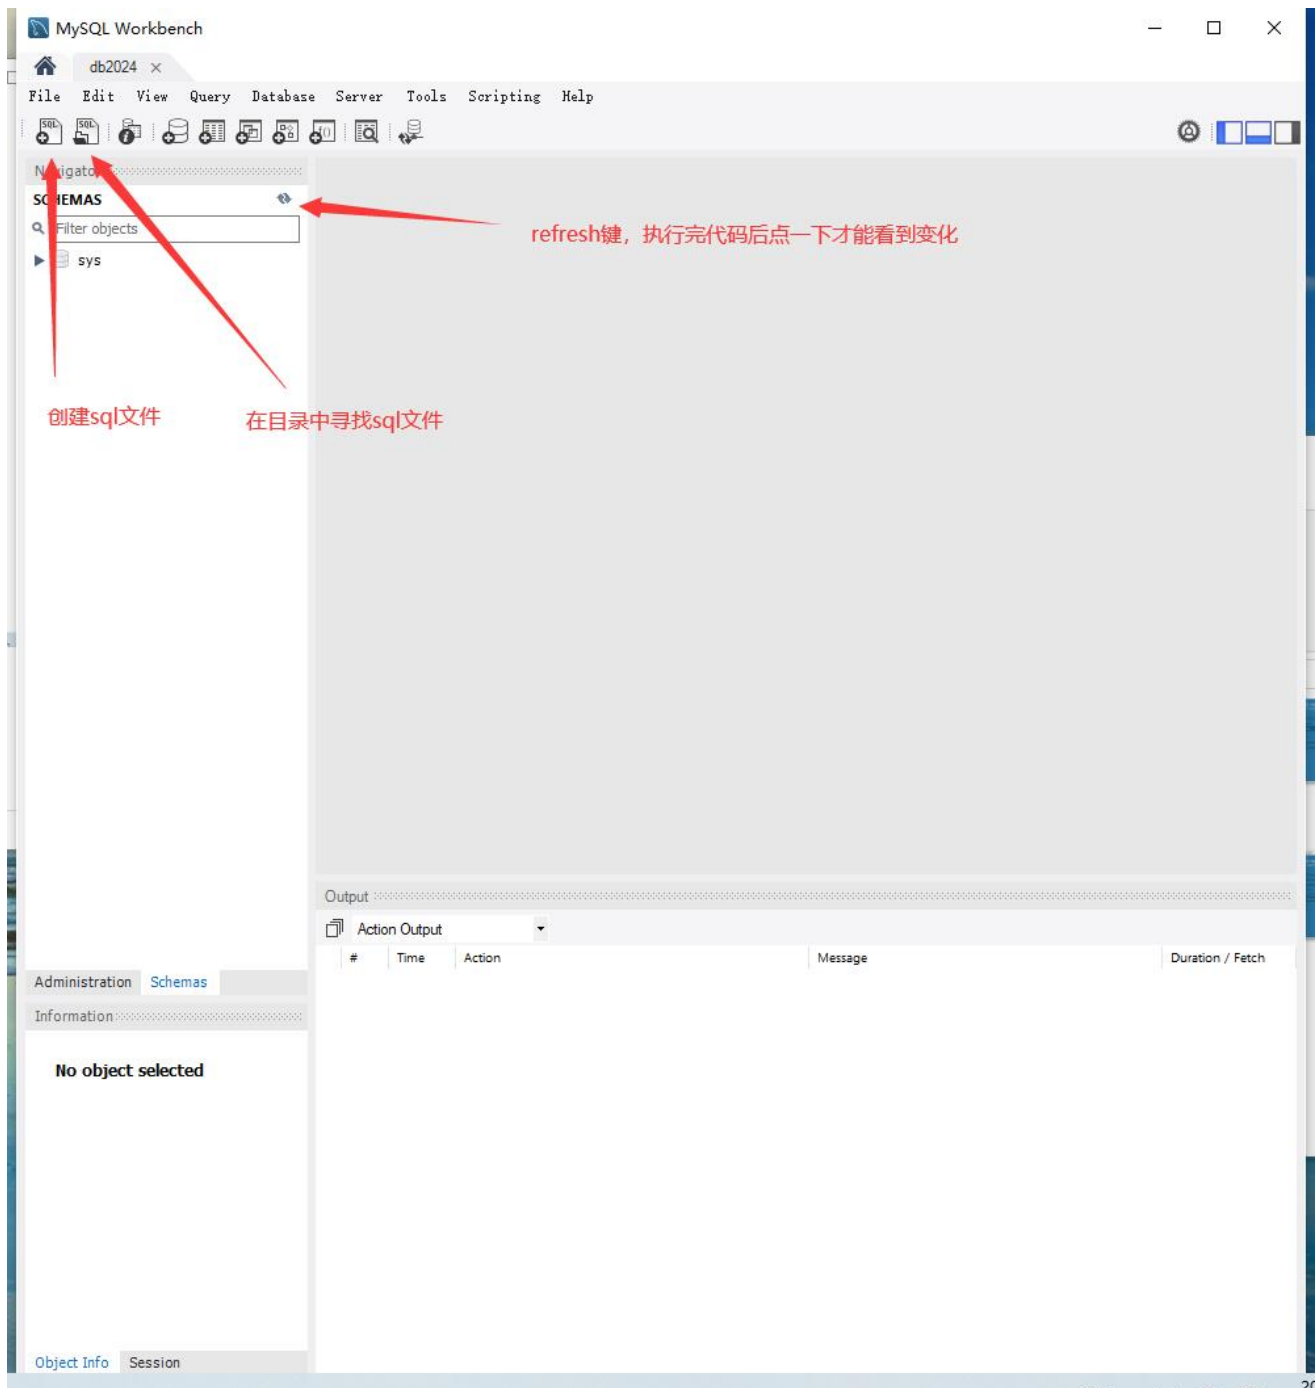 MySQL Workbench
db2024
File Edit View Query Database Server Tools Scripting Help
SQL SQL
Navigator
SCHEMAS
Filter objects
sys
refresh键，执行完代码后点一下才能看到变化
创建sql文件
在目录中寻找sql文件
Output
Action Output
# Time Action Message Duration / Fetch
Administration Schemas
Information
No object selected
Object Info Session